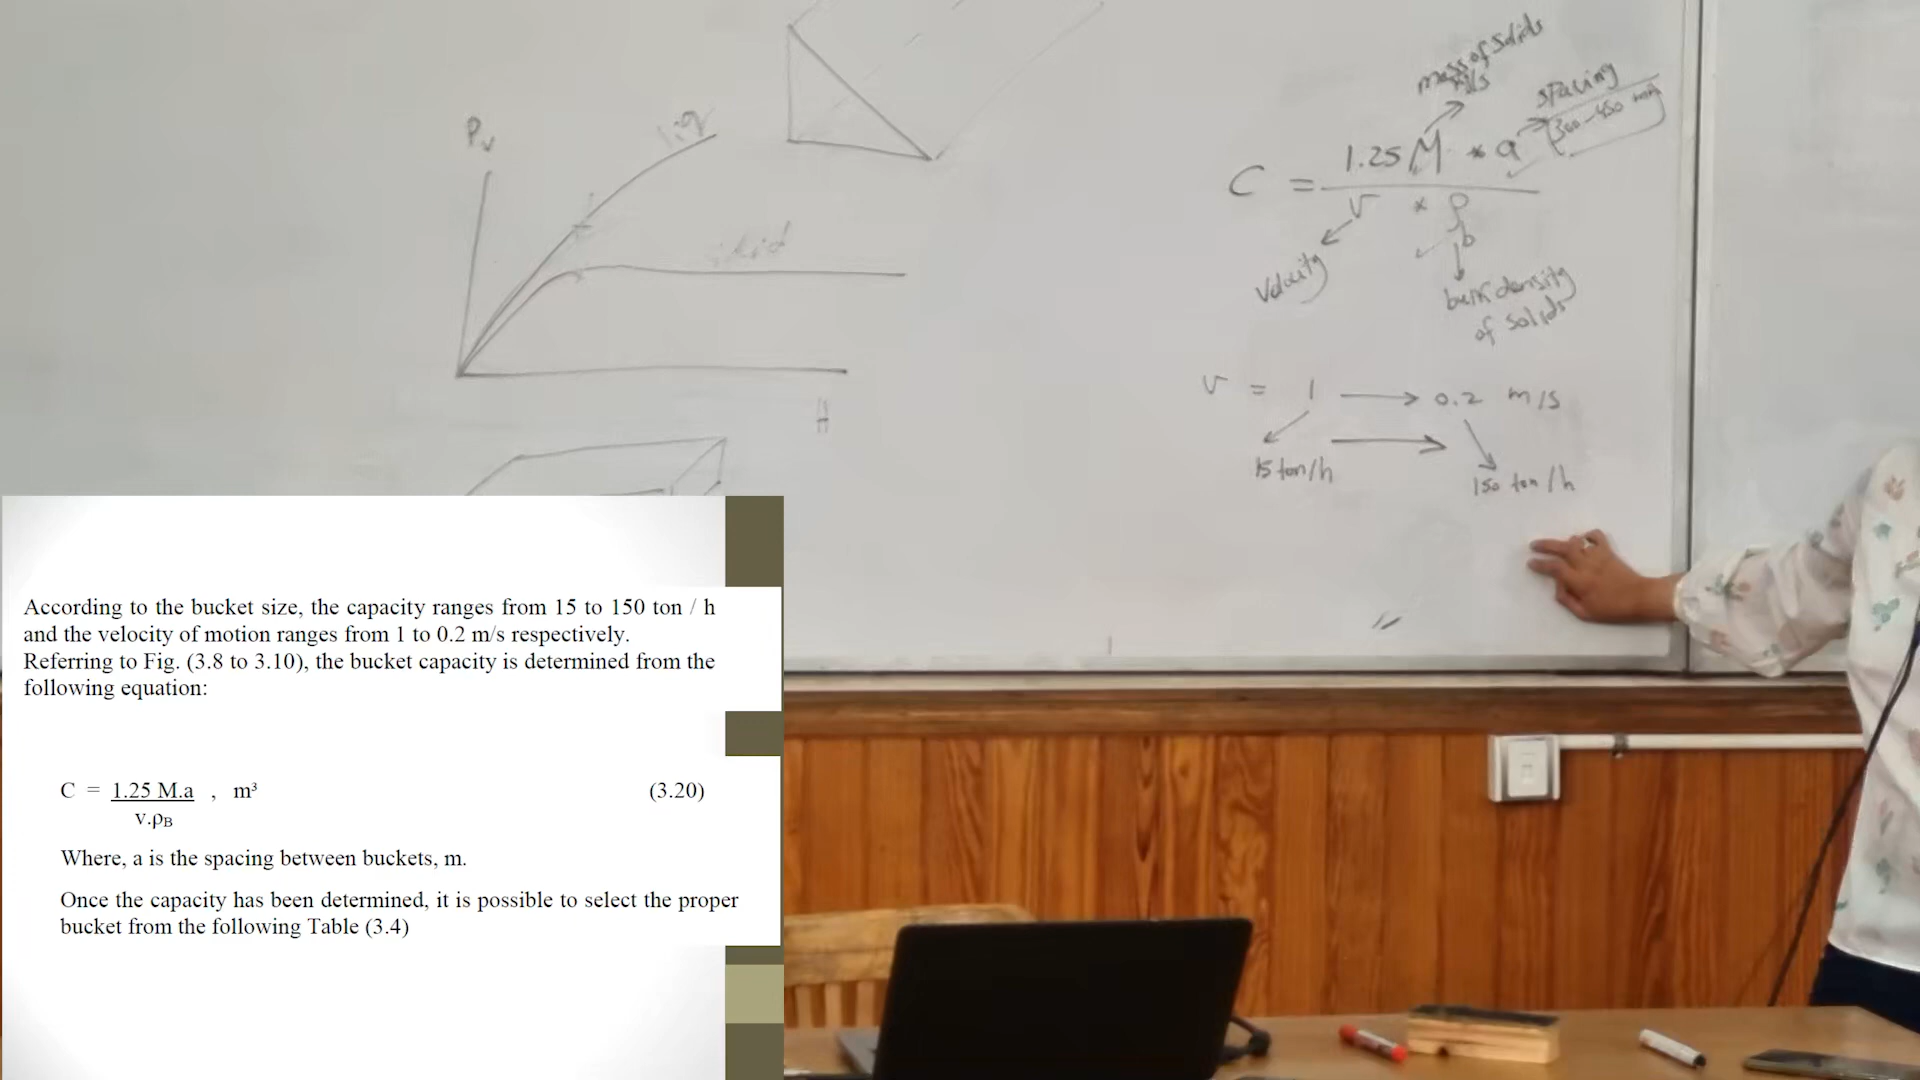 Pv
liq
solid
H
mass of solids
spacing
300-450 mm
C = 1.25 M * a
v * ρb
velocity
bulk density
of solids
v = 1 → 0.2 m/s
15 ton/h → 150 ton/h
According to the bucket size, the capacity ranges from 15 to 150 ton / h
and the velocity of motion ranges from 1 to 0.2 m/s respectively.
Referring to Fig. (3.8 to 3.10), the bucket capacity is determined from the
following equation:
C = 1.25 M.a , m³ (3.20)
v.ρB
Where, a is the spacing between buckets, m.
Once the capacity has been determined, it is possible to select the proper
bucket from the following Table (3.4)